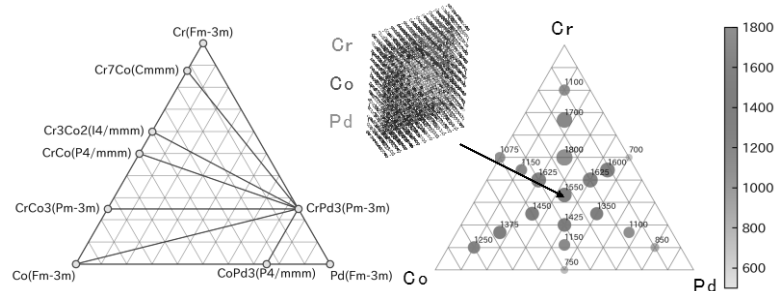 Cr(Fm-3m)
Cr7Co(Cmmm)
Cr3Co2(I4/mmm)
CrCo(P4/mmm)
CrCo3(Pm-3m)
CrPd3(Pm-3m)
Co(Fm-3m)
CoPd3(P4/mmm)
Pd(Fm-3m)
Cr
Co
Pd
Cr
1100
1700
1800
700
1075
1150
1625
1625
1600
1550
1450
1350
1375
1425
1100
1250
1150
850
750
Co
Pd
1800
1600
1400
1200
1000
800
600